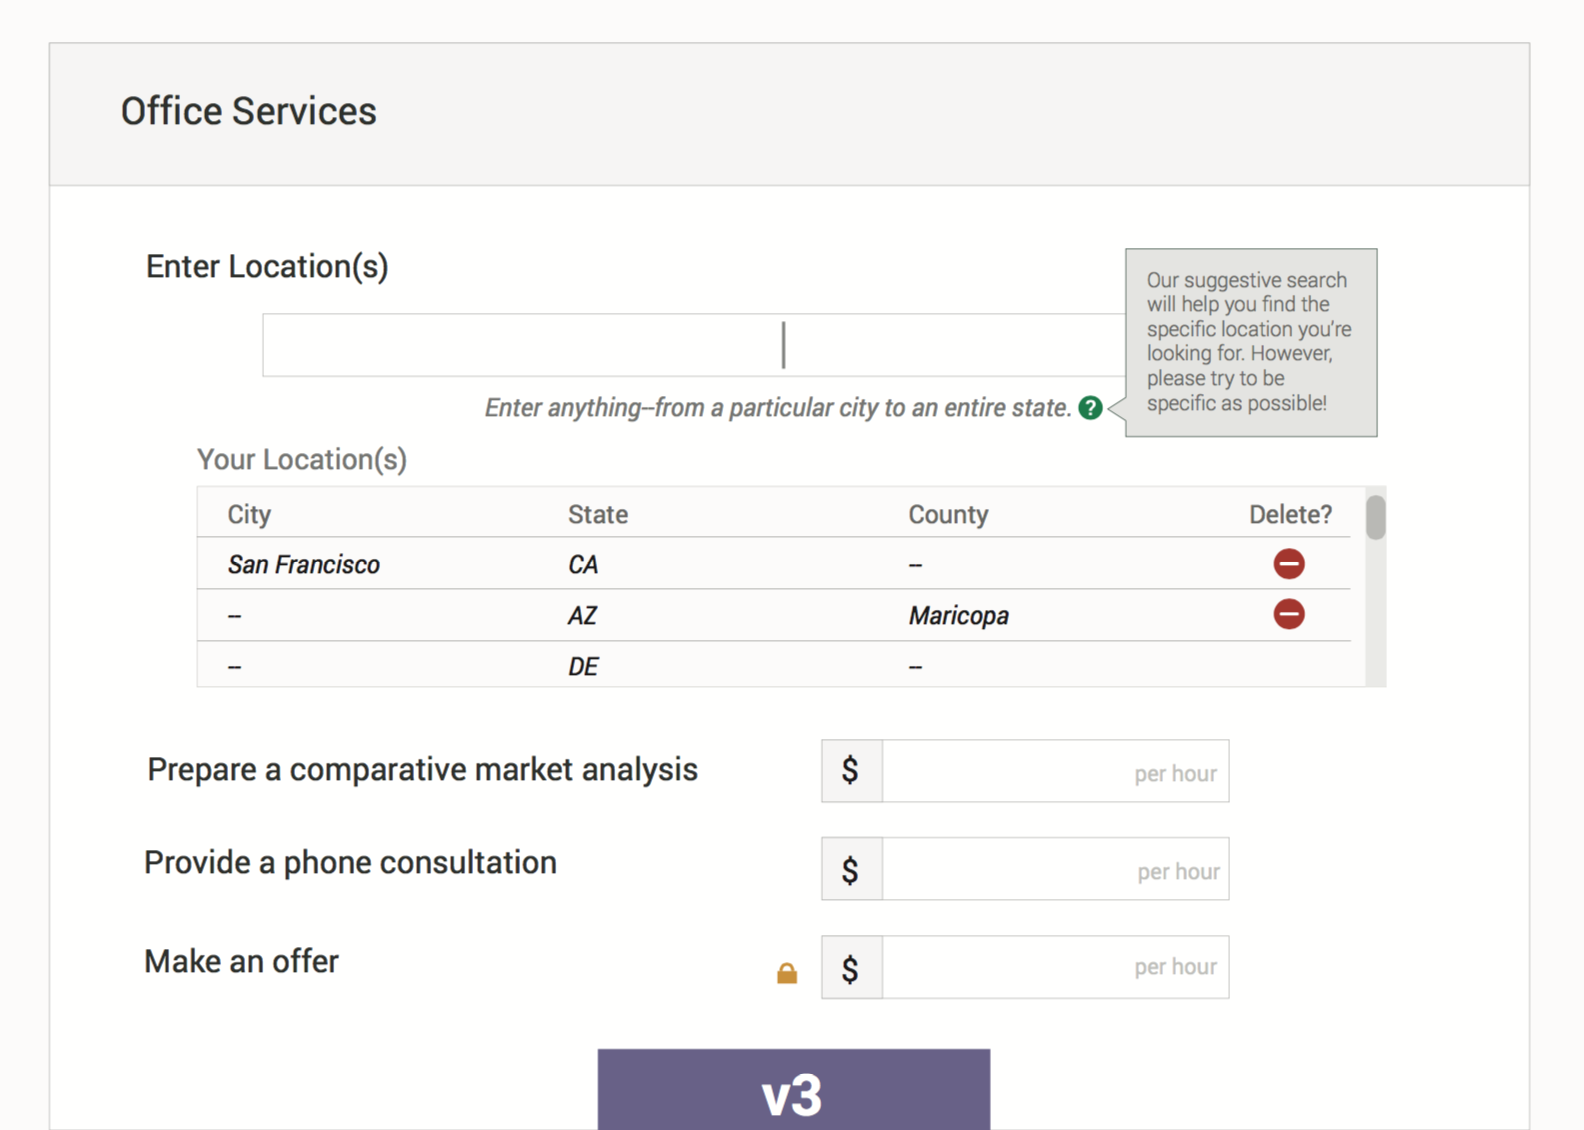 Office Services
Enter Location(s)
Our suggestive search
will help you find the
specific location you're
looking for. However,
please try to be
specific as possible!
Enter anything--from a particular city to an entire state. ?
Your Location(s)
City State County Delete?
San Francisco CA --
-- AZ Maricopa
-- DE --
Prepare a comparative market analysis $ per hour
Provide a phone consultation $ per hour
Make an offer $ per hour
v3